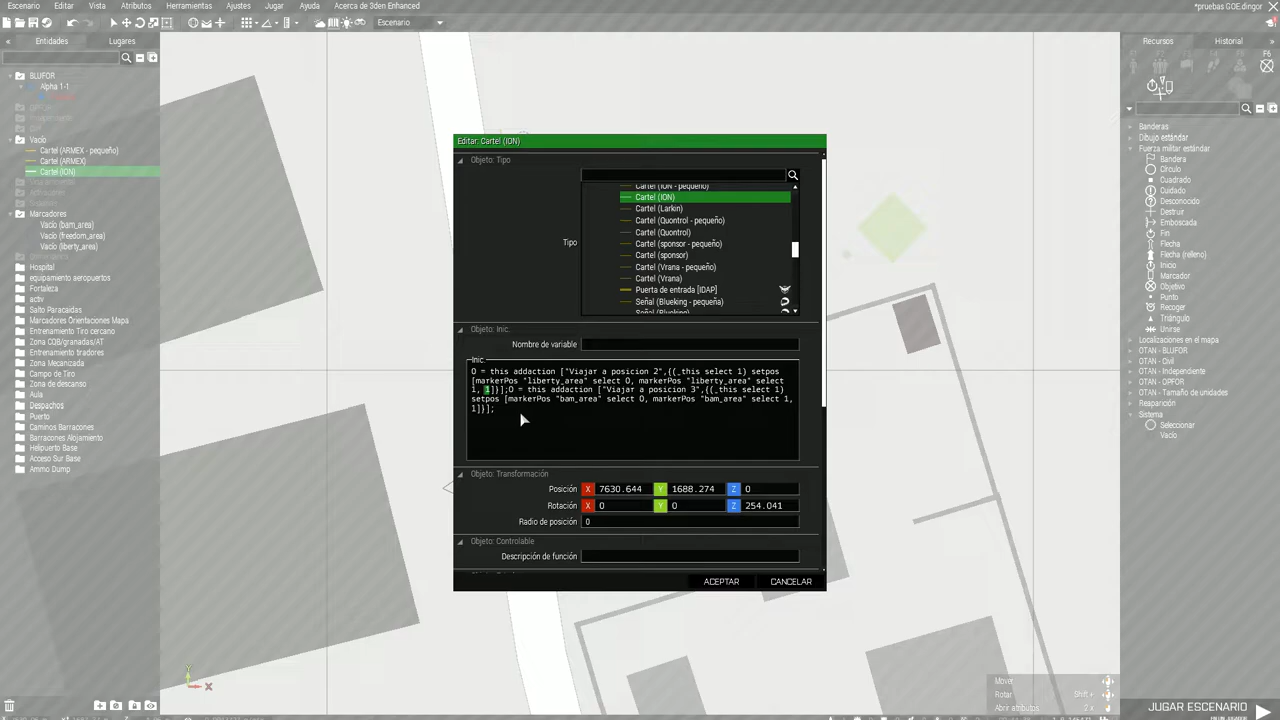 Escenario Editar Vista Atributos Herramientas Ajustes Jugar Ayuda Acerca de 3den Enhanced *pruebas GOE.dingor
Escenario
Entidades Lugares
Recursos Historial
F6
BLUFOR
Alpha 1-1
Vacío
Cartel (ARMEX - pequeño)
Cartel (ARMEX)
Cartel (ION)
Marcadores
Vacío (bam_area)
Vacío (freedom_area)
Vacío (liberty_area)
Hospital
equipamiento aeropuertos
Fortaleza
activ
Salto Paracaidas
Marcadores Orientaciones Mapa
Entrenamiento Tiro cercano
Zona CQB/granadas/AT
Entrenamiento tiradores
Zona Mecanizada
Campo de Tiro
Zona de descanso
Aula
Despachos
Puerto
Caminos Barracones
Barracones Alojamiento
Helipuerto Base
Acceso Sur Base
Ammo Dump
Editar: Cartel (ION)
Objeto: Tipo
Tipo
Cartel (ION - pequeño)
Cartel (ION)
Cartel (Larkin)
Cartel (Quontrol - pequeño)
Cartel (Quontrol)
Cartel (sponsor - pequeño)
Cartel (sponsor)
Cartel (Vrana - pequeño)
Cartel (Vrana)
Puerta de entrada [IDAP]
Señal (Blueking - pequeña)
Señal (Blueking)
Objeto: Inic.
Nombre de variable
Inic.
0 = this addaction ["Viajar a posicion 2",{(_this select 1) setpos
[markerPos "liberty_area" select 0, markerPos "liberty_area" select
1, 1]}];0 = this addaction ["Viajar a posicion 3",{(_this select 1)
setpos [markerPos "bam_area" select 0, markerPos "bam_area" select 1,
1]}];
Objeto: Transformación
Posición X 7630.644 Y 1688.274 Z 0
Rotación X 0 Y 0 Z 254.041
Radio de posición 0
Objeto: Controlable
Descripción de función
ACEPTAR CANCELAR
Banderas
Dibujo estándar
Fuerza militar estándar
Bandera
Círculo
Cuadrado
Cuidado
Desconocido
Destruir
Emboscada
Fin
Flecha
Flecha (relleno)
Inicio
Marcador
Objetivo
Punto
Recoger
Triángulo
Unirse
Localizaciones en el mapa
OTAN - BLUFOR
OTAN - Civil
OTAN - Independiente
OTAN - OPFOR
OTAN - Tamaño de unidades
Reaparición
Sistema
Seleccionar
Vacío
Mover
Rotar Shift +
Abrir atributos 2 x
JUGAR ESCENARIO